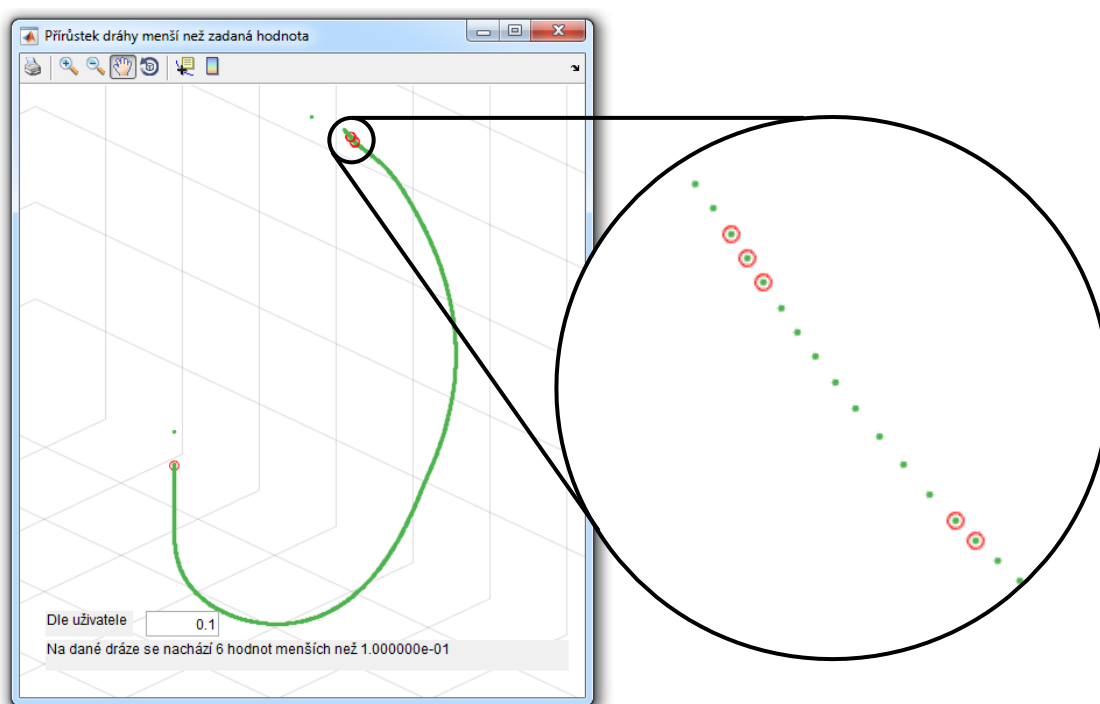 Přírůstek dráhy menší než zadaná hodnota
Dle uživatele
0.1
Na dané dráze se nachází 6 hodnot menších než 1.000000e-01